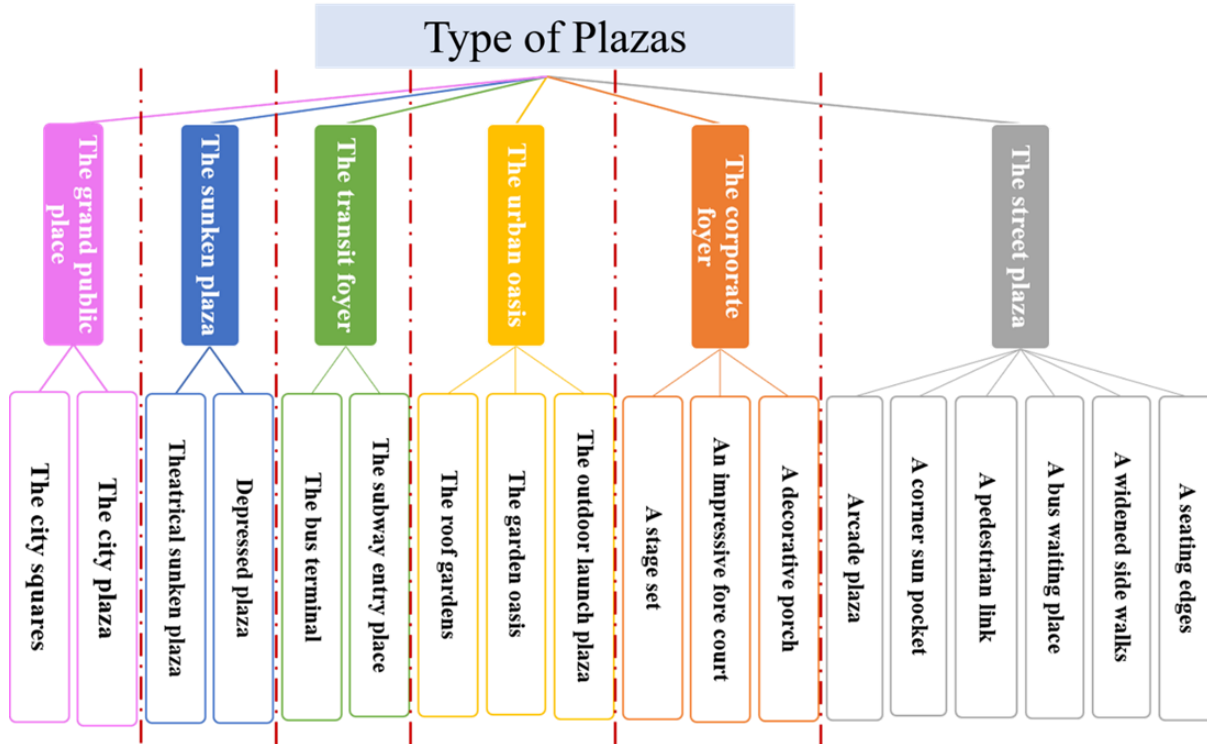 Type of Plazas
The grand public
place
The sunken plaza
The transit foyer
The urban oasis
The corporate
foyer
The street plaza
The city squares
The city plaza
Theatrical sunken plaza
Depressed plaza
The bus terminal
The subway entry place
The roof gardens
The garden oasis
The outdoor launch plaza
A stage set
An impressive fore court
A decorative porch
Arcade plaza
A corner sun pocket
A pedestrian link
A bus waiting place
A widened side walks
A seating edges